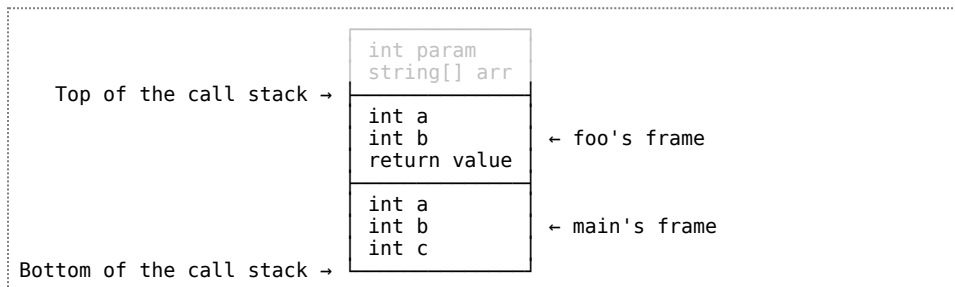 int param
string[] arr
Top of the call stack →
int a
int b ← foo's frame
return value
int a
int b ← main's frame
int c
Bottom of the call stack →